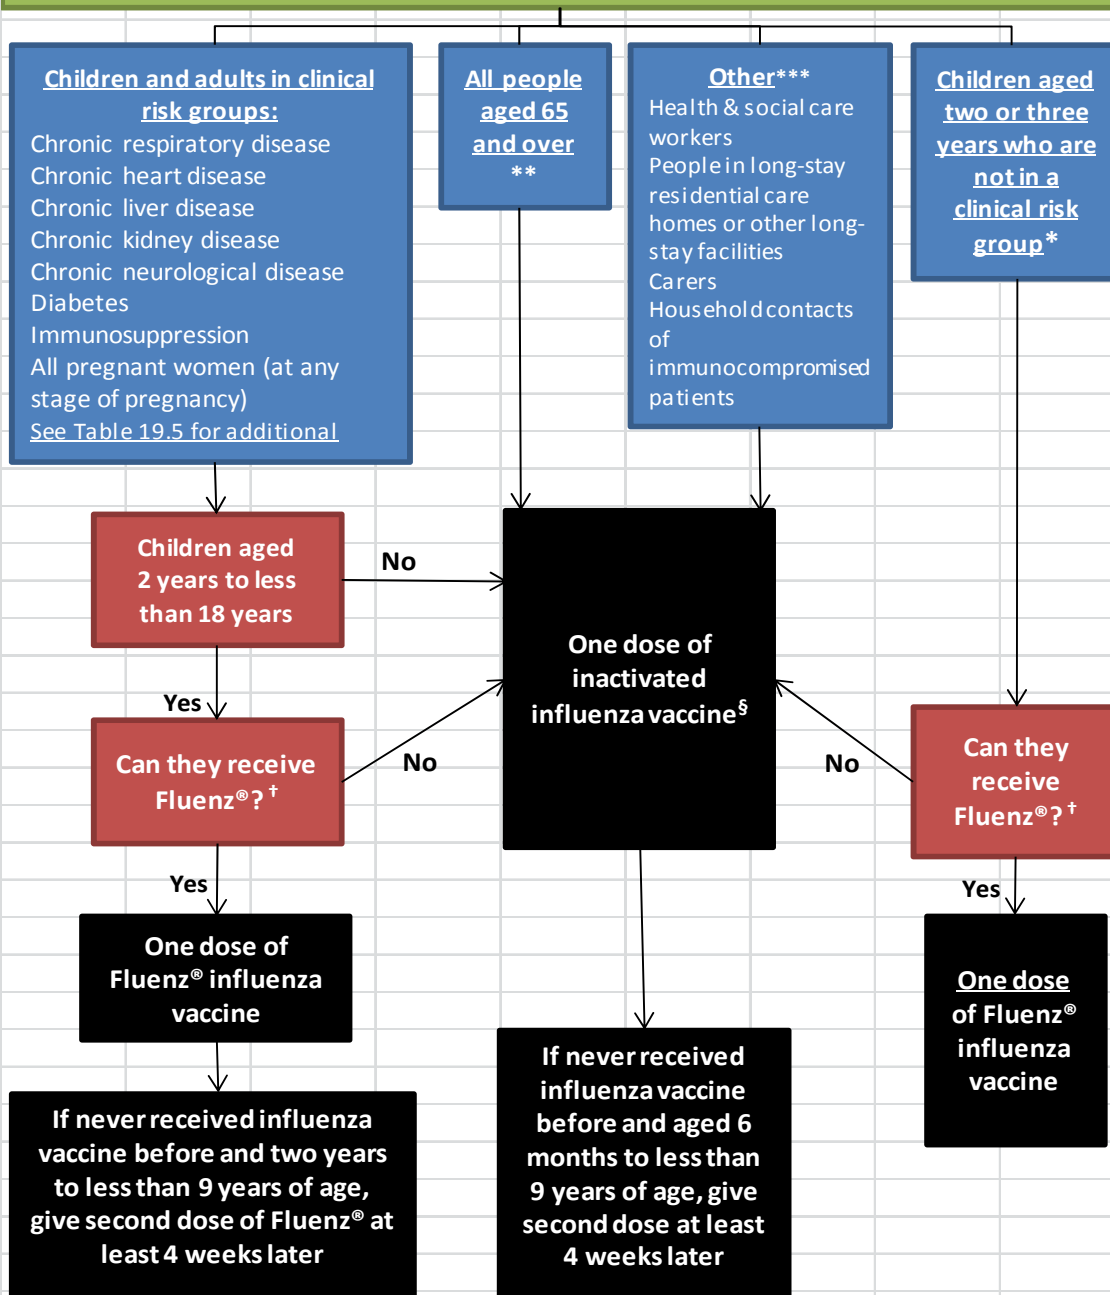 Children and adults in clinical
risk groups:
Chronic respiratory disease
Chronic heart disease
Chronic liver disease
Chronic kidney disease
Chronic neurological disease
Diabetes
Immunosuppression
All pregnant women (at any
stage of pregnancy)
See Table 19.5 for additional
All people
aged 65
and over
**
Other***
Health & social care
workers
People in long-stay
residential care
homes or other long-
stay facilities
Carers
Household contacts
of
immunocompromised
patients
Children aged
two or three
years who are
not in a
clinical risk
group*
Children aged
2 years to less
than 18 years
No
Yes
Can they receive
Fluenz®?†
No
Yes
One dose of
Fluenz® influenza
vaccine
If never received influenza
vaccine before and two years
to less than 9 years of age,
give second dose of Fluenz® at
least 4 weeks later
One dose of
inactivated
influenza vaccine§
If never received
influenza vaccine
before and aged 6
months to less than
9 years of age, give
second dose at least
4 weeks later
No
Can they
receive
Fluenz®?†
Yes
One dose
of Fluenz®
influenza
vaccine